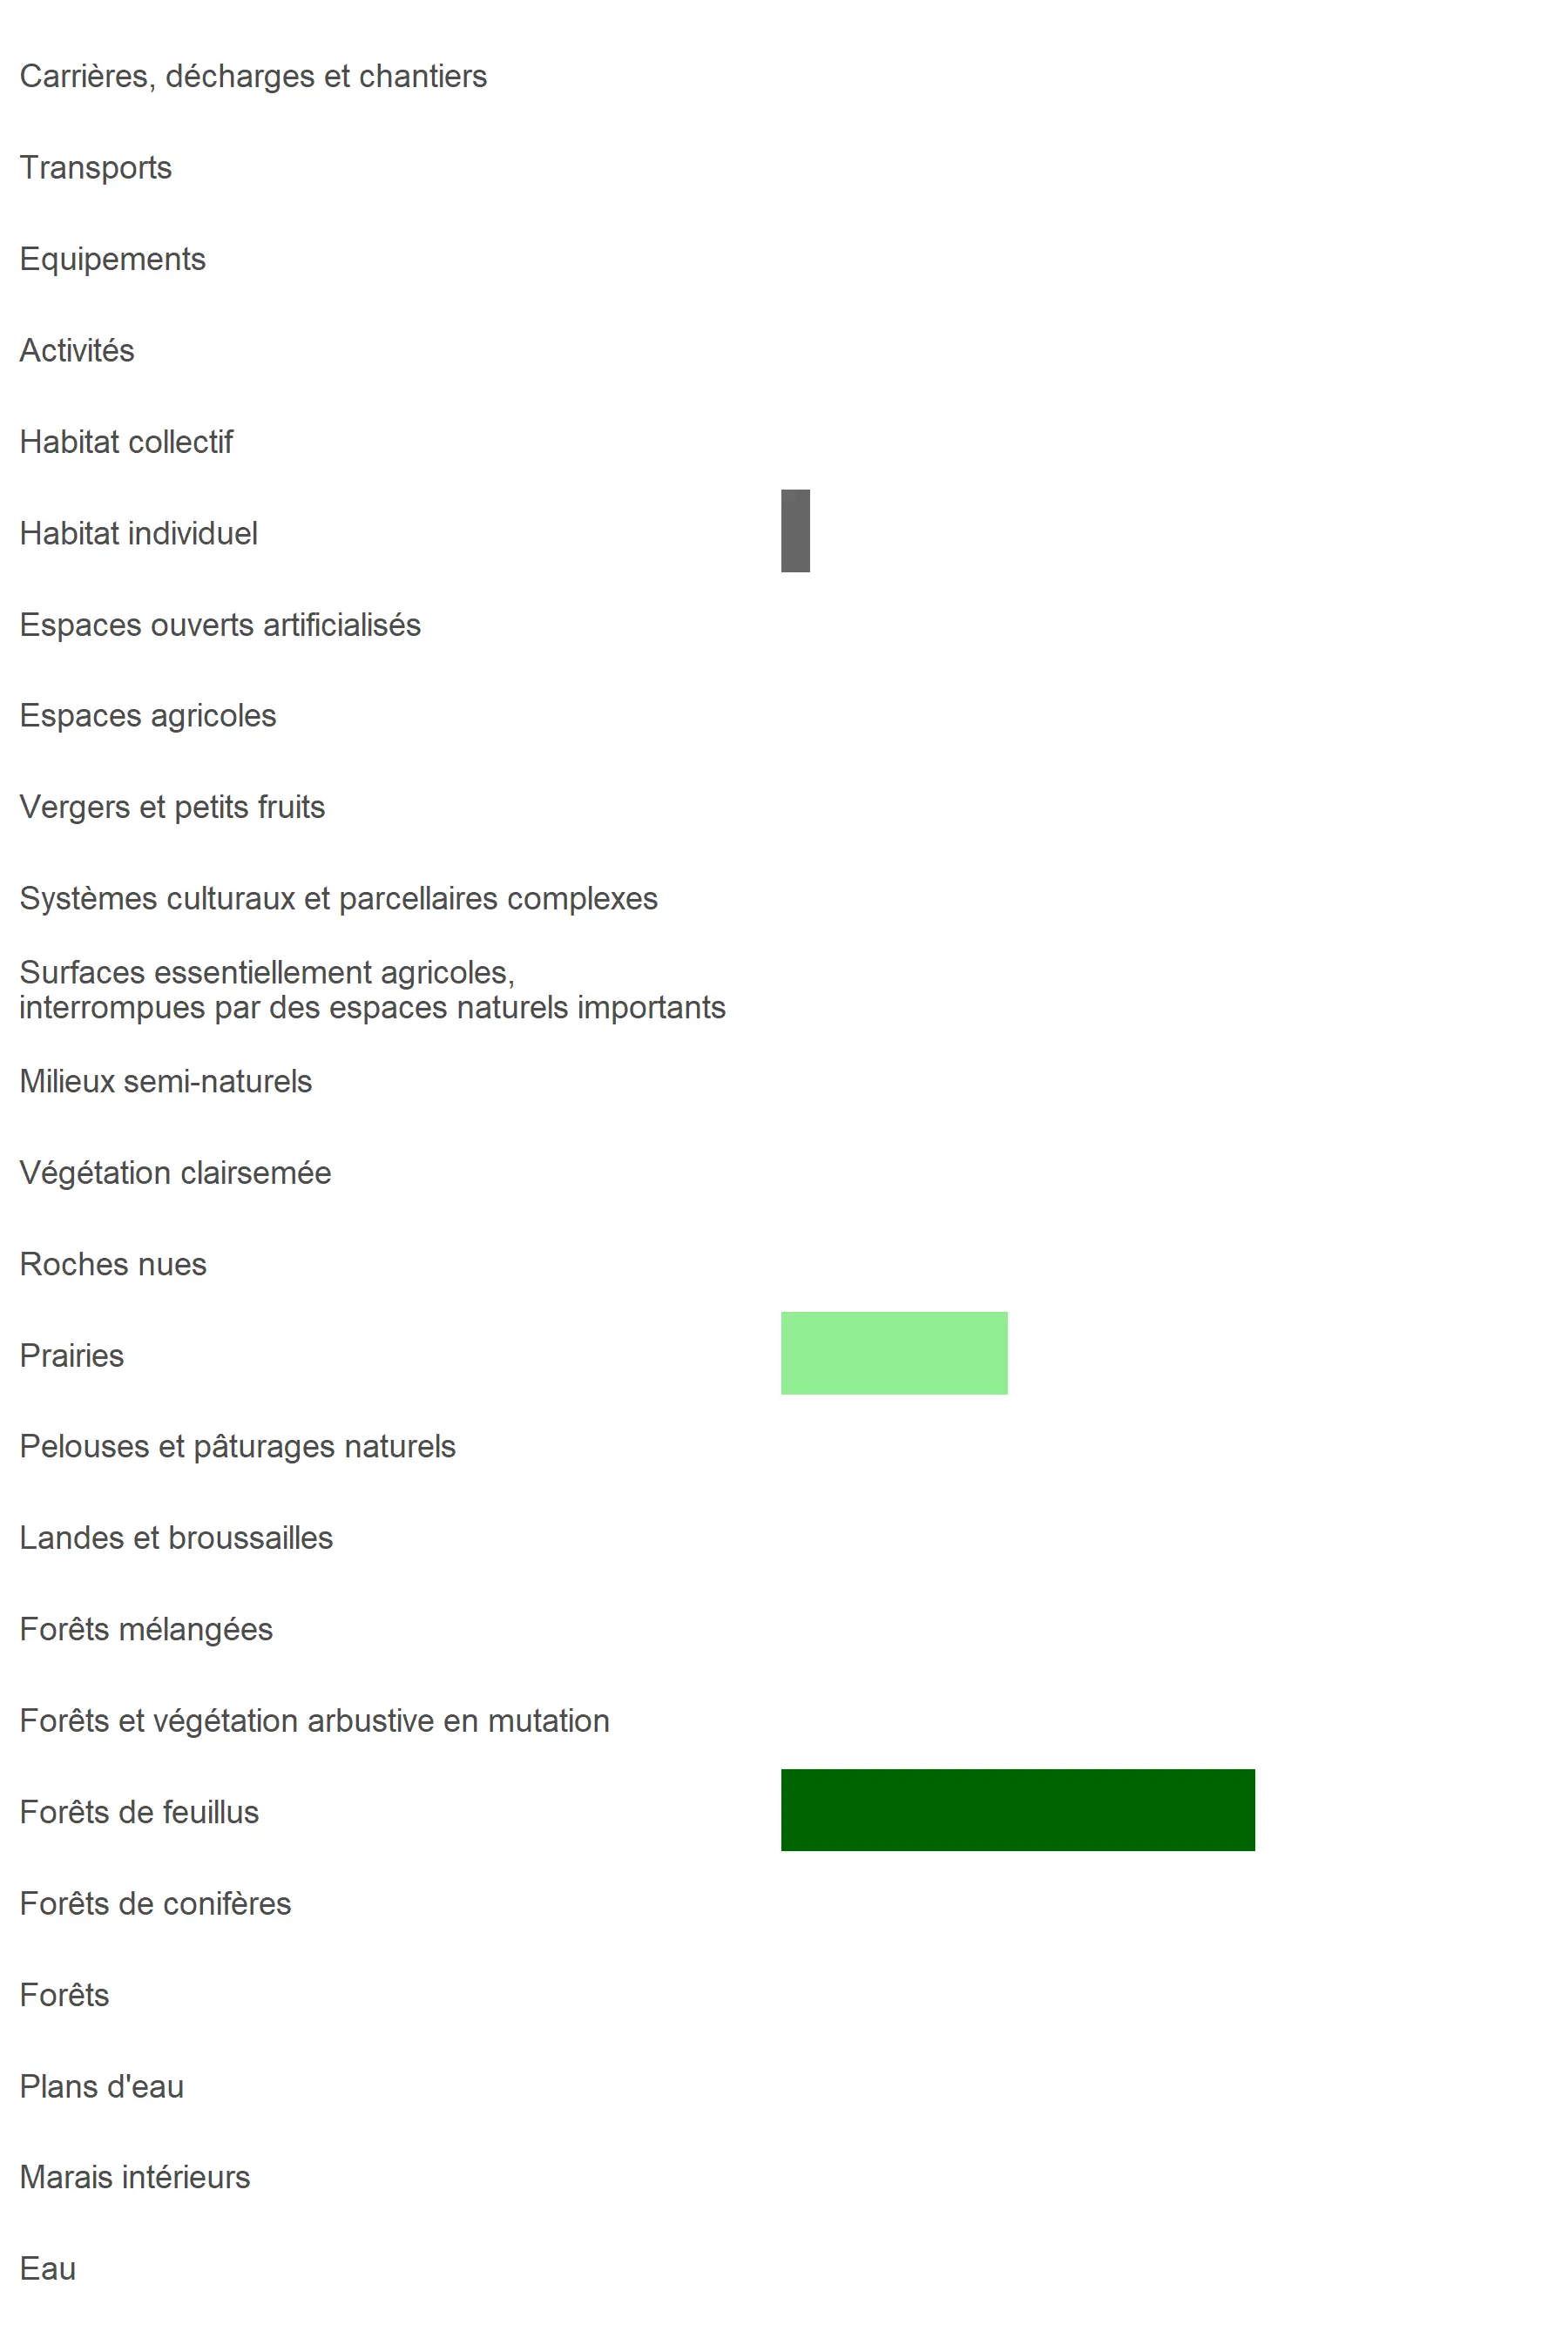 Carrières, décharges et chantiers
Transports
Equipements
Activités
Habitat collectif
Habitat individuel
Espaces ouverts artificialisés
Espaces agricoles
Vergers et petits fruits
Systèmes culturaux et parcellaires complexes
Surfaces essentiellement agricoles,
interrompues par des espaces naturels importants
Milieux semi-naturels
Végétation clairsemée
Roches nues
Prairies
Pelouses et pâturages naturels
Landes et broussailles
Forêts mélangées
Forêts et végétation arbustive en mutation
Forêts de feuillus
Forêts de conifères
Forêts
Plans d'eau
Marais intérieurs
Eau